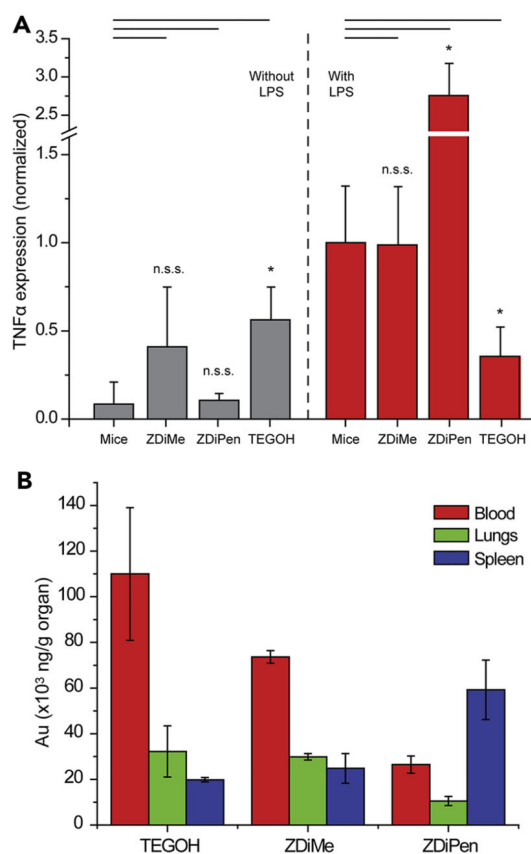 A
TNFα expression (normalized)
3.5
3.0
2.5
1.5
1.0
0.5
0.0
Without
LPS
With
LPS
n.s.s.
n.s.s.
*
n.s.s.
*
*
Mice ZDiMe ZDiPen TEGOH Mice ZDiMe ZDiPen TEGOH
B
Au (x10³ ng/g organ)
140
120
100
80
60
40
20
0
Blood
Lungs
Spleen
TEGOH ZDiMe ZDiPen